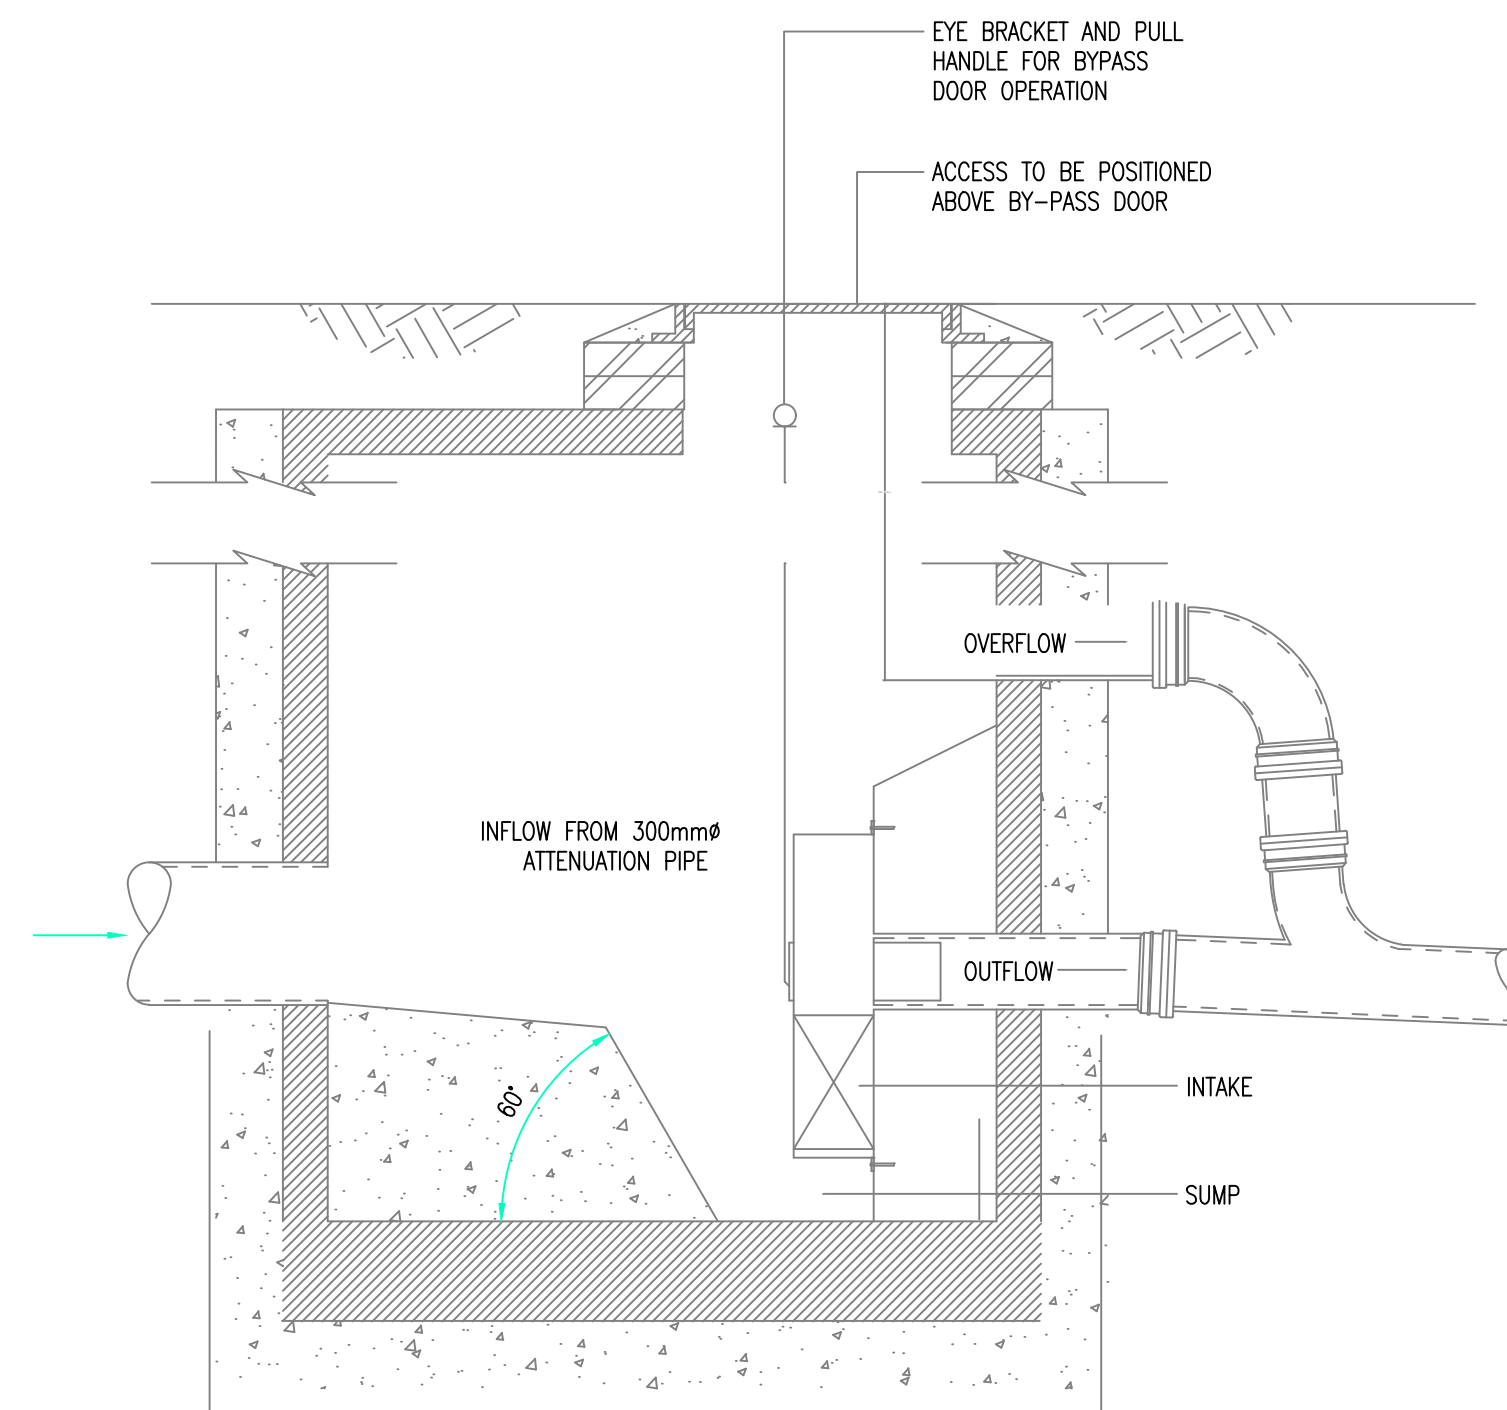 EYE BRACKET AND PULL
HANDLE FOR BYPASS
DOOR OPERATION
ACCESS TO BE POSITIONED
ABOVE BY-PASS DOOR
OVERFLOW
INFLOW FROM 300mmø
ATTENUATION PIPE
OUTFLOW
60°
INTAKE
SUMP